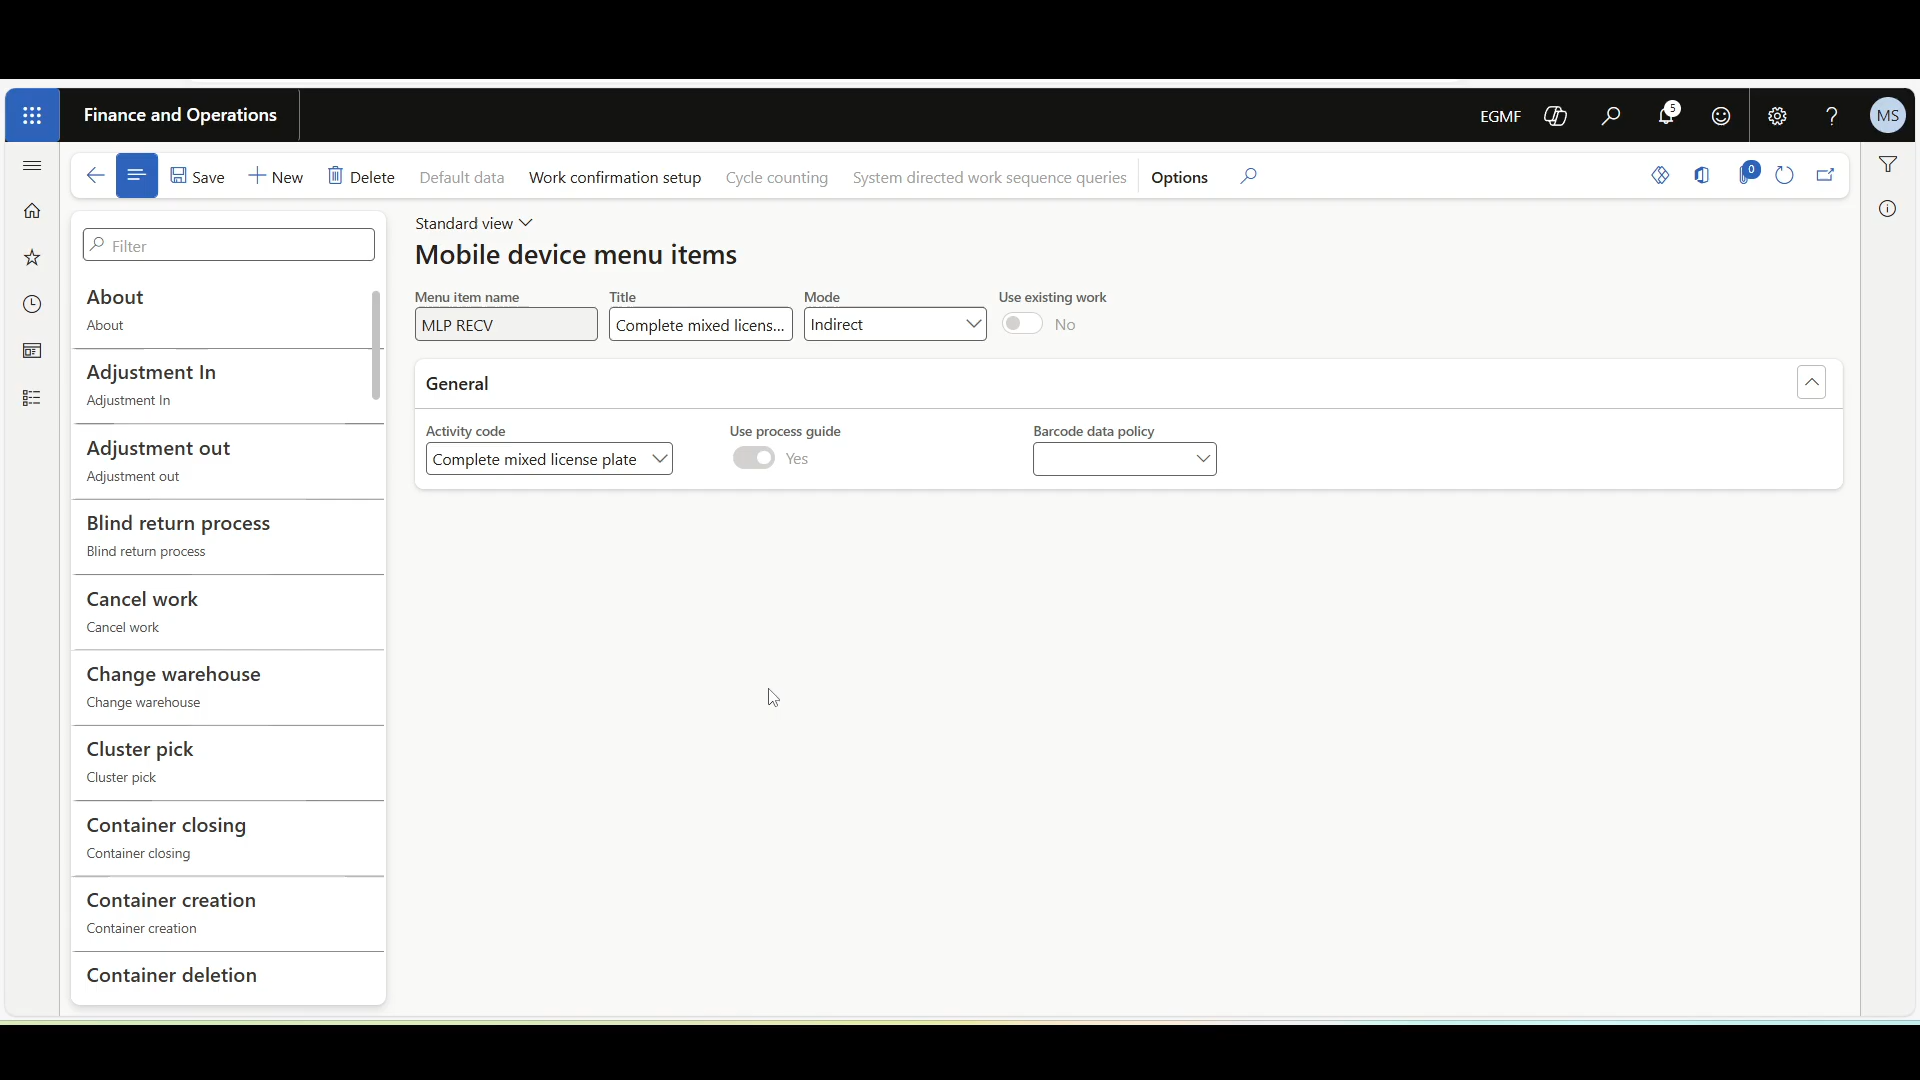 Finance and Operations
EGMF
5
?
MS
Save
New
Delete
Default data
Work confirmation setup
Cycle counting
System directed work sequence queries
Options
0
Filter
About
About
Adjustment In
Adjustment In
Adjustment out
Adjustment out
Blind return process
Blind return process
Cancel work
Cancel work
Change warehouse
Change warehouse
Cluster pick
Cluster pick
Container closing
Container closing
Container creation
Container creation
Container deletion
Standard view
Mobile device menu items
Menu item name
Title
Mode
Use existing work
MLP RECV
Complete mixed licens...
Indirect
No
General
Activity code
Use process guide
Barcode data policy
Complete mixed license plate
Yes